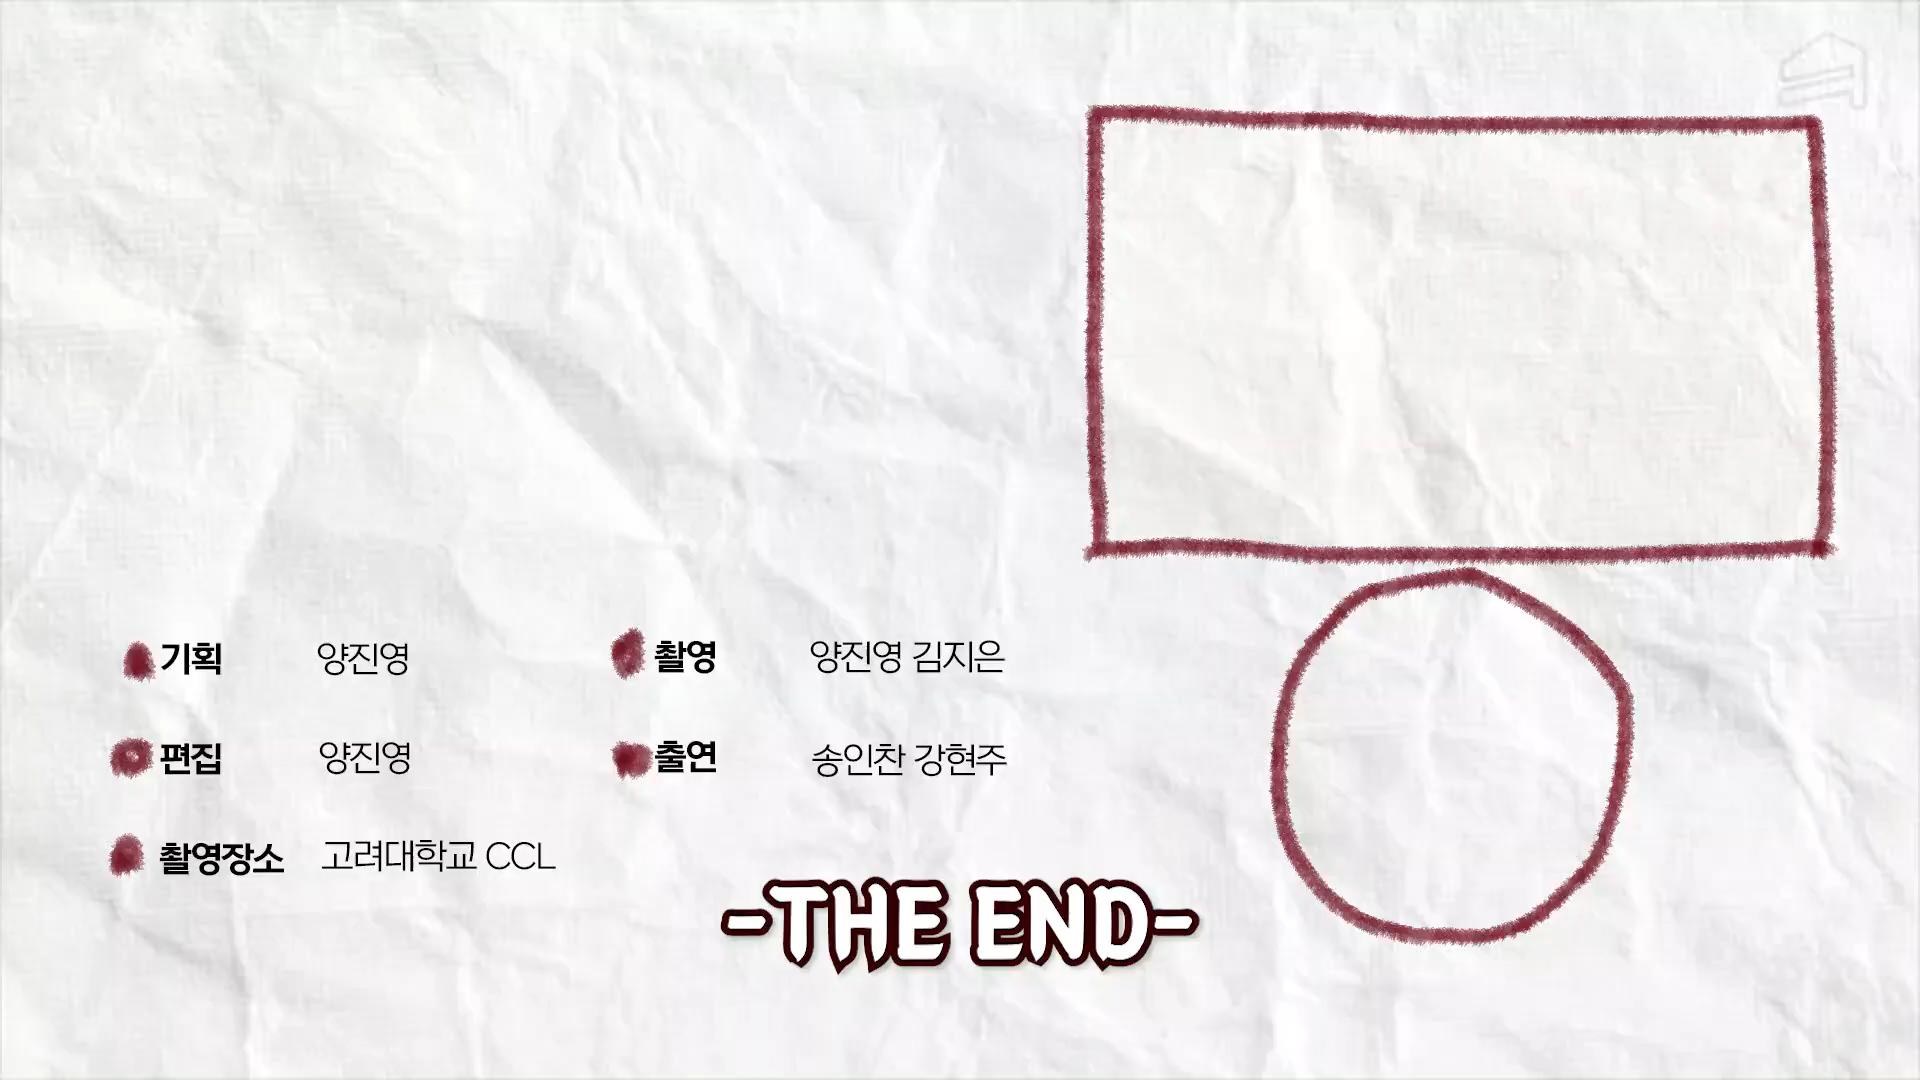 기획 양진영
촬영 양진영 김지은
편집 양진영
출연 송인찬 강현주
촬영장소 고려대학교 CCL
-THE END-